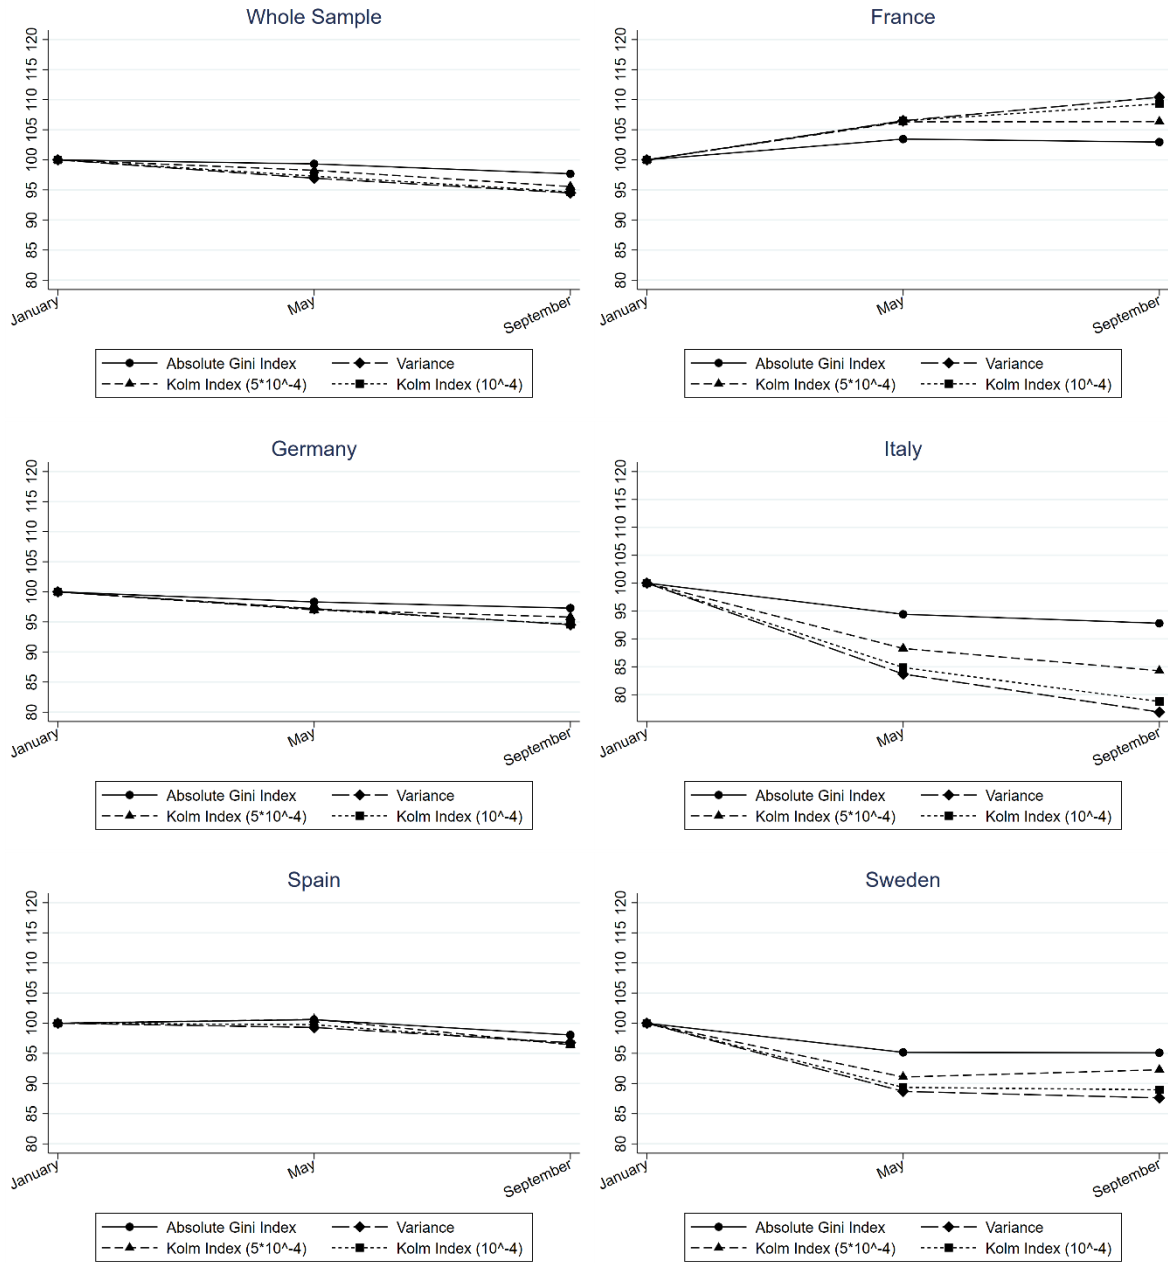 Whole Sample
120
115
110
105
100
95
90
85
80
January
May
September
Absolute Gini Index
Variance
Kolm Index (5*10^-4)
Kolm Index (10^-4)
France
120
115
110
105
100
95
90
85
80
January
May
September
Absolute Gini Index
Variance
Kolm Index (5*10^-4)
Kolm Index (10^-4)
Germany
120
115
110
105
100
95
90
85
80
January
May
September
Absolute Gini Index
Variance
Kolm Index (5*10^-4)
Kolm Index (10^-4)
Italy
120
115
110
105
100
95
90
85
80
January
May
September
Absolute Gini Index
Variance
Kolm Index (5*10^-4)
Kolm Index (10^-4)
Spain
120
115
110
105
100
95
90
85
80
January
May
September
Absolute Gini Index
Variance
Kolm Index (5*10^-4)
Kolm Index (10^-4)
Sweden
120
115
110
105
100
95
90
85
80
January
May
September
Absolute Gini Index
Variance
Kolm Index (5*10^-4)
Kolm Index (10^-4)